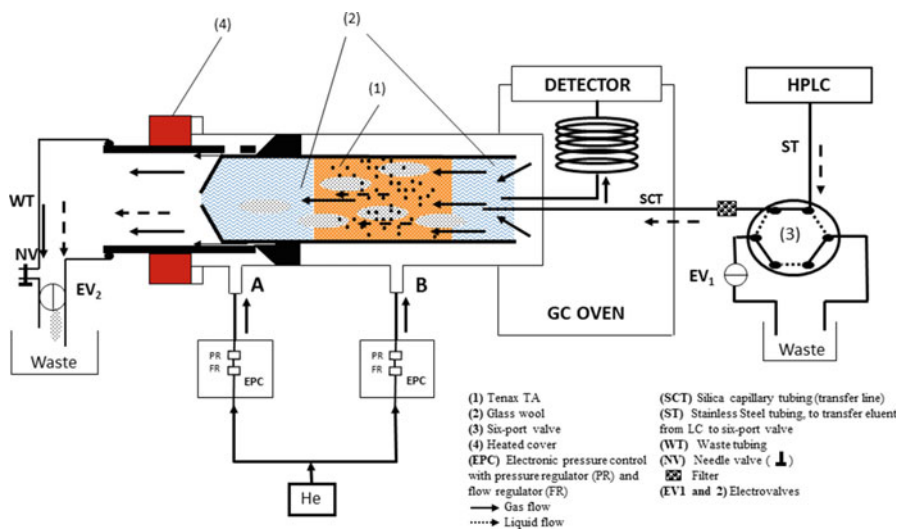 (4)
(2)
(1)
DETECTOR
HPLC
ST
SCT
(3)
WT
NV
EV2
EV1
A
B
GC OVEN
Waste
Waste
PR
FR
EPC
PR
FR
EPC
He
(1) Tenax TA
(2) Glass wool
(3) Six-port valve
(4) Heated cover
(EPC) Electronic pressure control
with pressure regulator (PR) and
flow regulator (FR)
Gas flow
Liquid flow
(SCT) Silica capillary tubing (transfer line)
(ST) Stainless Steel tubing, to transfer eluent
from LC to six-port valve
(WT) Waste tubing
(NV) Needle valve ( )
Filter
(EV1 and 2) Electrovalves